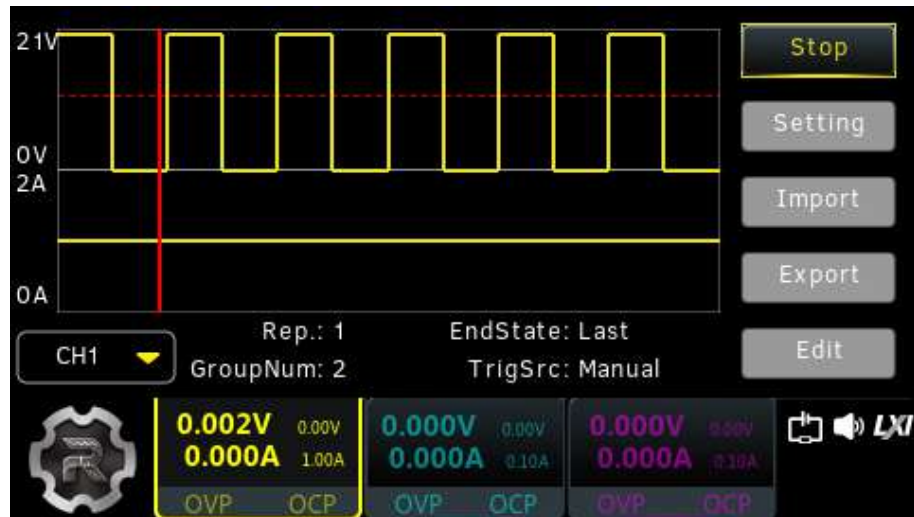 21V
0V
2A
0A
Stop
Setting
Import
Export
Edit
CH1
Rep.: 1 EndState: Last
GroupNum: 2 TrigSrc: Manual
0.002V 0.00V 0.000V 0.00V 0.000V 0.00V
0.000A 1.00A 0.000A 0.10A 0.000A 0.10A
OVP OCP OVP OCP OVP OCP
LXI